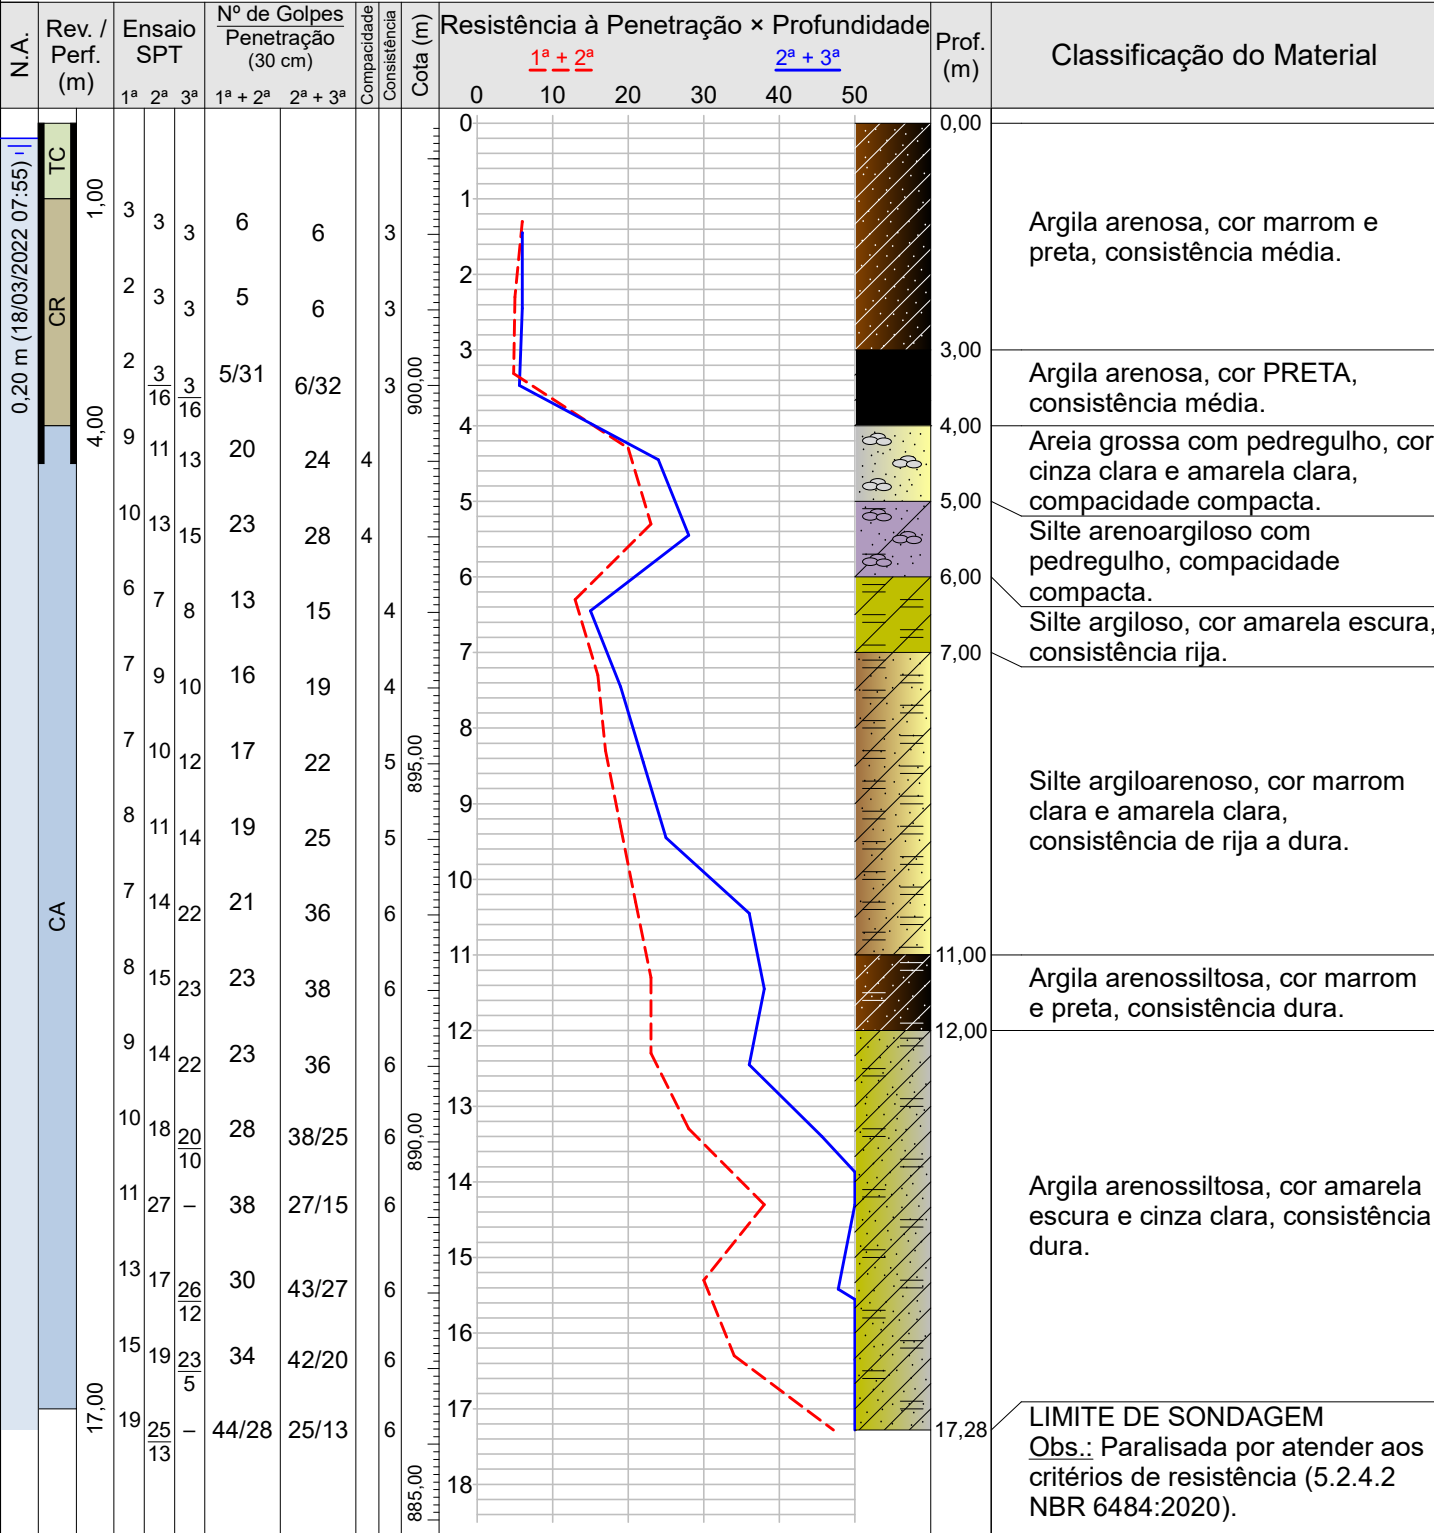 N.A.
Rev. /
Perf.
(m)
Ensaio
SPT
1ª 2ª 3ª
Nº de Golpes
Penetração
(30 cm)
1ª + 2ª 2ª + 3ª
Compacidade
Consistência
Cota (m)
Resistência à Penetração × Profundidade
1ª + 2ª 2ª + 3ª
0 10 20 30 40 50
Prof.
(m)
Classificação do Material
0,20 m (18/03/2022 07:55)
TC
CR
CA
1,00
4,00
17,00
3 3 3 6 6 3
2 3 3 5 6 3
2 3/16 3/16 5/31 6/32 3
9 11 13 20 24 4
10 13 15 23 28 4
6 7 8 13 15 4
7 9 10 16 19 4
7 10 12 17 22 5
8 11 14 19 25 5
7 14 22 21 36 6
8 15 23 23 38 6
9 14 22 23 36 6
10 18 20/10 28 38/25 6
11 27 – 38 27/15 6
13 17 26/12 30 43/27 6
15 19 23/5 34 42/20 6
19 25/13 – 44/28 25/13 6
900,00
895,00
890,00
885,00
0
1
2
3
4
5
6
7
8
9
10
11
12
13
14
15
16
17
18
0,00
Argila arenosa, cor marrom e
preta, consistência média.
3,00
Argila arenosa, cor PRETA,
consistência média.
4,00
Areia grossa com pedregulho, cor
cinza clara e amarela clara,
compacidade compacta.
5,00
Silte arenoargiloso com
pedregulho, compacidade
compacta.
6,00
Silte argiloso, cor amarela escura,
consistência rija.
7,00
Silte argiloarenoso, cor marrom
clara e amarela clara,
consistência de rija a dura.
11,00
Argila arenossiltosa, cor marrom
e preta, consistência dura.
12,00
Argila arenossiltosa, cor amarela
escura e cinza clara, consistência
dura.
17,28
LIMITE DE SONDAGEM
Obs.: Paralisada por atender aos
critérios de resistência (5.2.4.2
NBR 6484:2020).